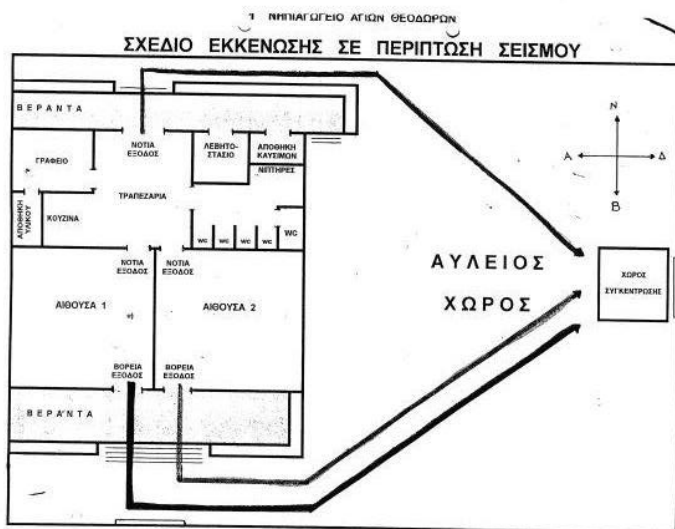 1 ΝΗΠΙΑΓΩΓΕΙΟ ΑΓΙΩΝ ΘΕΟΔΩΡΩΝ
ΣΧΕΔΙΟ ΕΚΚΕΝΩΣΗΣ ΣΕ ΠΕΡΙΠΤΩΣΗ ΣΕΙΣΜΟΥ
ΒΕΡΑΝΤΑ
ΝΟΤΙΑ
ΕΞΟΔΟΣ
ΛΕΒΗΤΟ-
ΣΤΑΣΙΟ
ΑΠΟΘΗΚΗ
ΚΑΥΣΙΜΩΝ
ΝΙΠΤΗΡΕΣ
ΓΡΑΦΕΙΟ
ΤΡΑΠΕΖΑΡΙΑ
ΑΠΟΘΗΚΗ
ΥΛΙΚΟΥ
ΚΟΥΖΙΝΑ
WC
WC
WC
WC
WC
ΝΟΤΙΑ
ΕΞΟΔΟΣ
ΝΟΤΙΑ
ΕΞΟΔΟΣ
ΑΙΘΟΥΣΑ 1
ΑΙΘΟΥΣΑ 2
ΒΟΡΕΙΑ
ΕΞΟΔΟΣ
ΒΟΡΕΙΑ
ΕΞΟΔΟΣ
ΒΕΡΑΝΤΑ
ΑΥΛΕΙΟΣ
ΧΩΡΟΣ
Ν
Α
Δ
Β
ΧΩΡΟΣ
ΣΥΓΚΕΝΤΡΩΣΗΣ